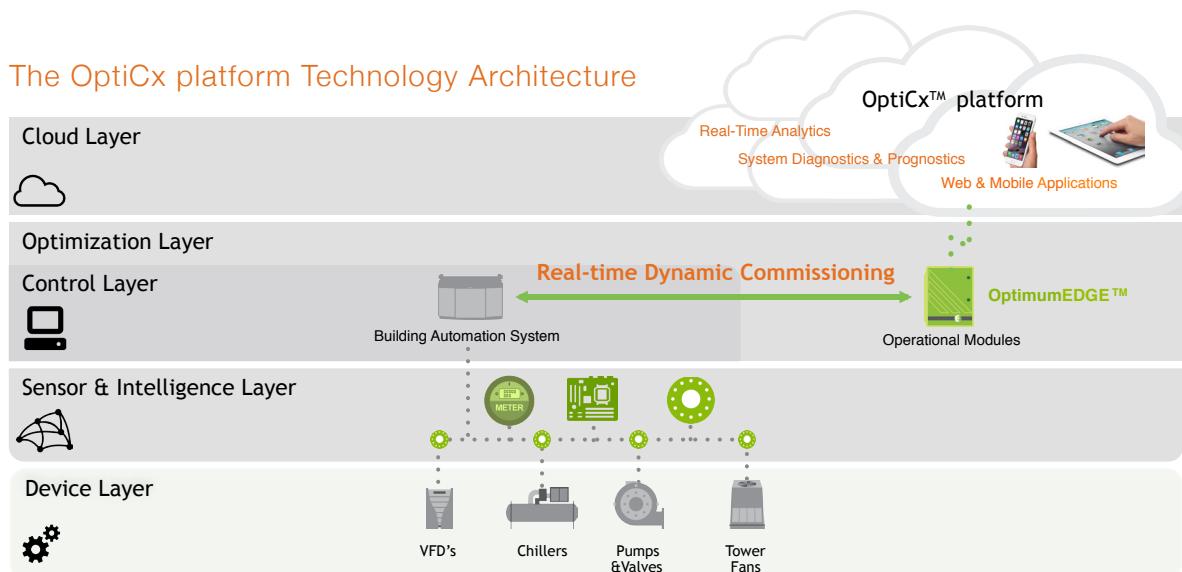 The OptiCx platform Technology Architecture
OptiCx™ platform
Cloud Layer
Real-Time Analytics
System Diagnostics & Prognostics
Web & Mobile Applications
Optimization Layer
Control Layer
Real-time Dynamic Commissioning
OptimumEDGE™
Building Automation System
Operational Modules
Sensor & Intelligence Layer
METER
Device Layer
VFD's
Chillers
Pumps
&Valves
Tower
Fans